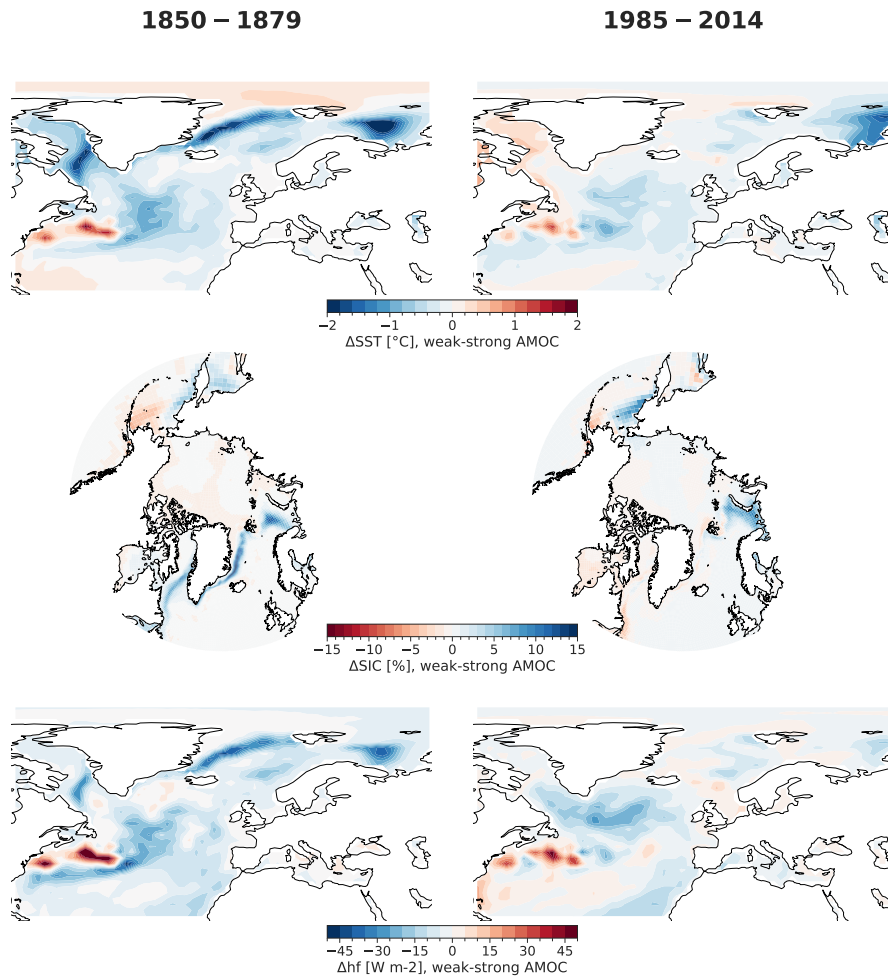 1850 – 1879
1985 – 2014
−2 −1 0 1 2
ΔSST [°C], weak-strong AMOC
−15 −10 −5 0 5 10 15
ΔSIC [%], weak-strong AMOC
−45 −30 −15 0 15 30 45
Δhf [W m-2], weak-strong AMOC